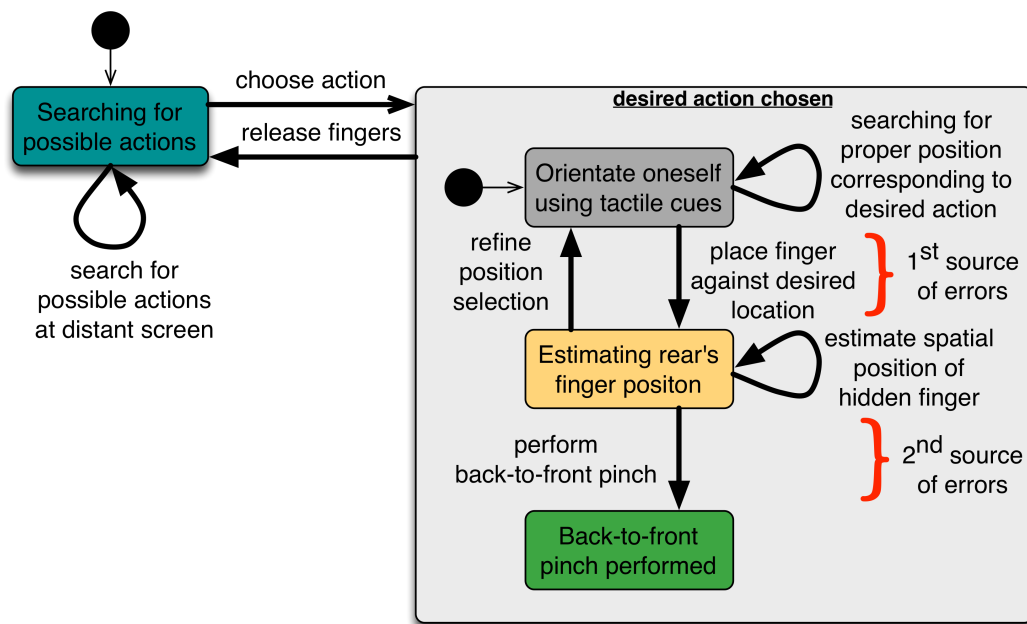 Searching for
possible actions
choose action
release fingers
search for
possible actions
at distant screen
desired action chosen
Orientate oneself
using tactile cues
searching for
proper position
corresponding to
desired action
refine
position
selection
place finger
against desired
location
1st source
of errors
Estimating rear's
finger positon
estimate spatial
position of
hidden finger
perform
back-to-front pinch
2nd source
of errors
Back-to-front
pinch performed